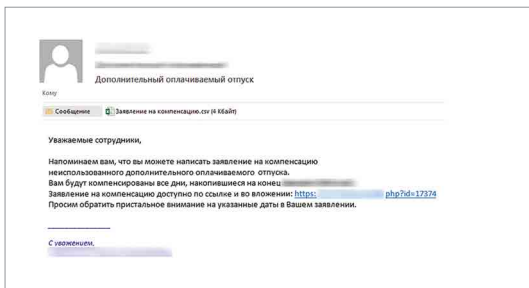 Дополнительный оплачиваемый отпуск
Кому
Сообщение
Заявление на компенсацию.csv (4 Кбайт)
Уважаемые сотрудники,
Напоминаем вам, что вы можете написать заявление на компенсацию
неиспользованного дополнительного оплачиваемого отпуска.
Вам будут компенсированы все дни, накопившиеся на конец
Заявление на компенсацию доступно по ссылке и во вложении: https: php?id=17374
Просим обратить пристальное внимание на указанные даты в Вашем заявлении.
С уважением,